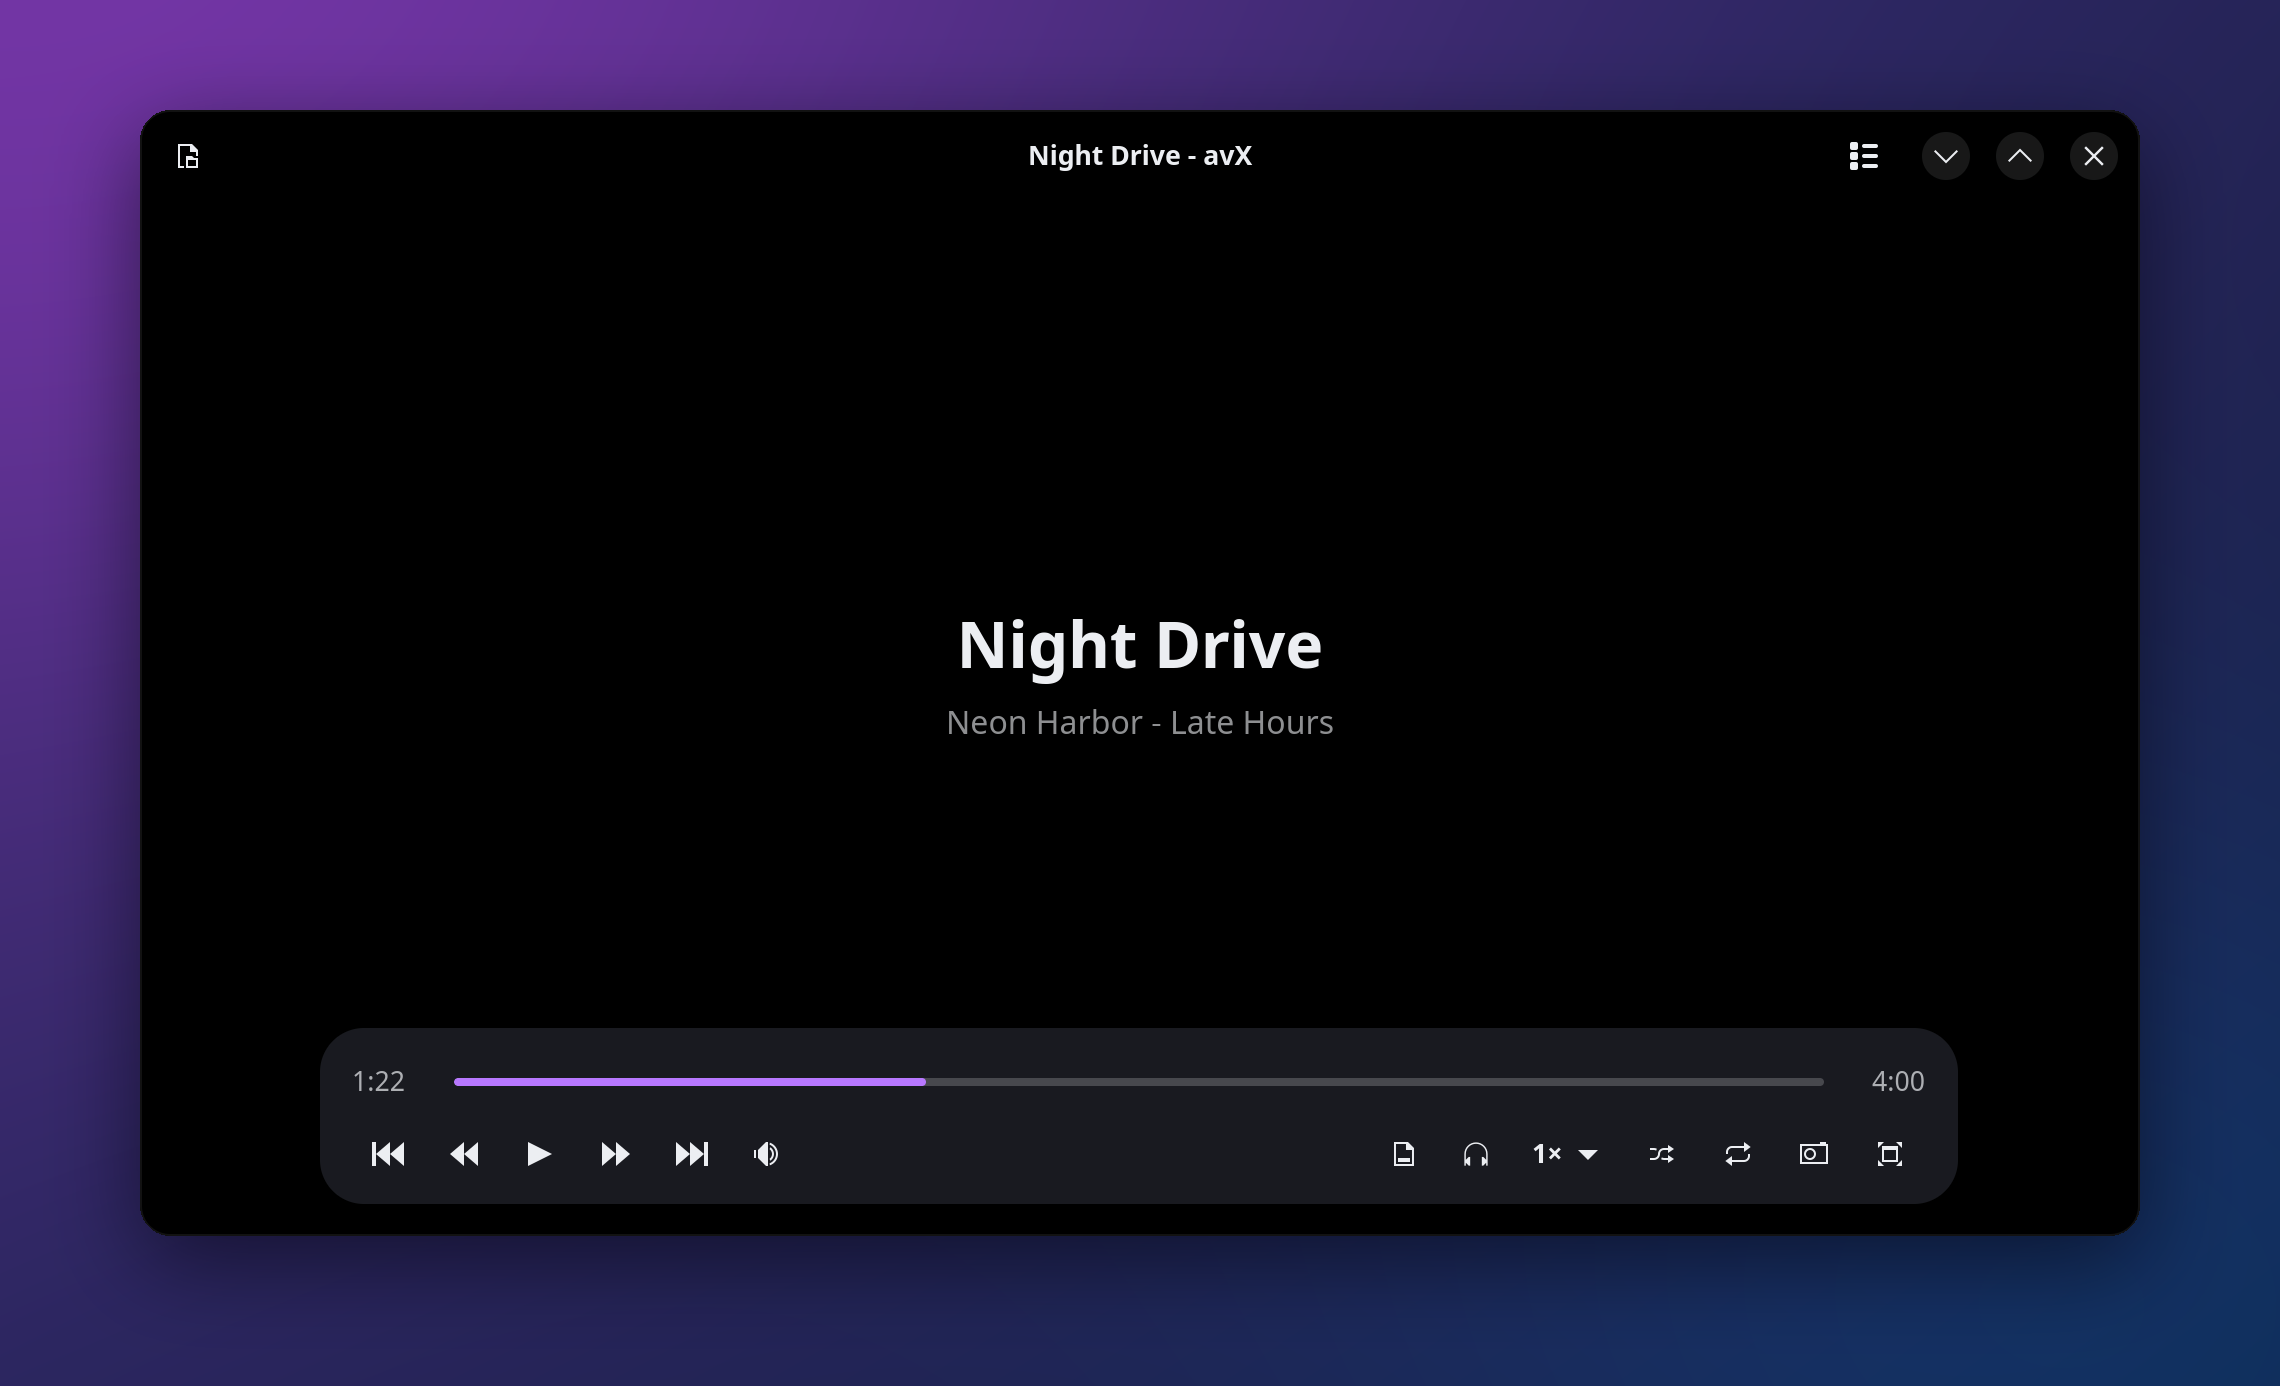 Night Drive - avX
Night Drive
Neon Harbor - Late Hours
1:22
4:00
1×